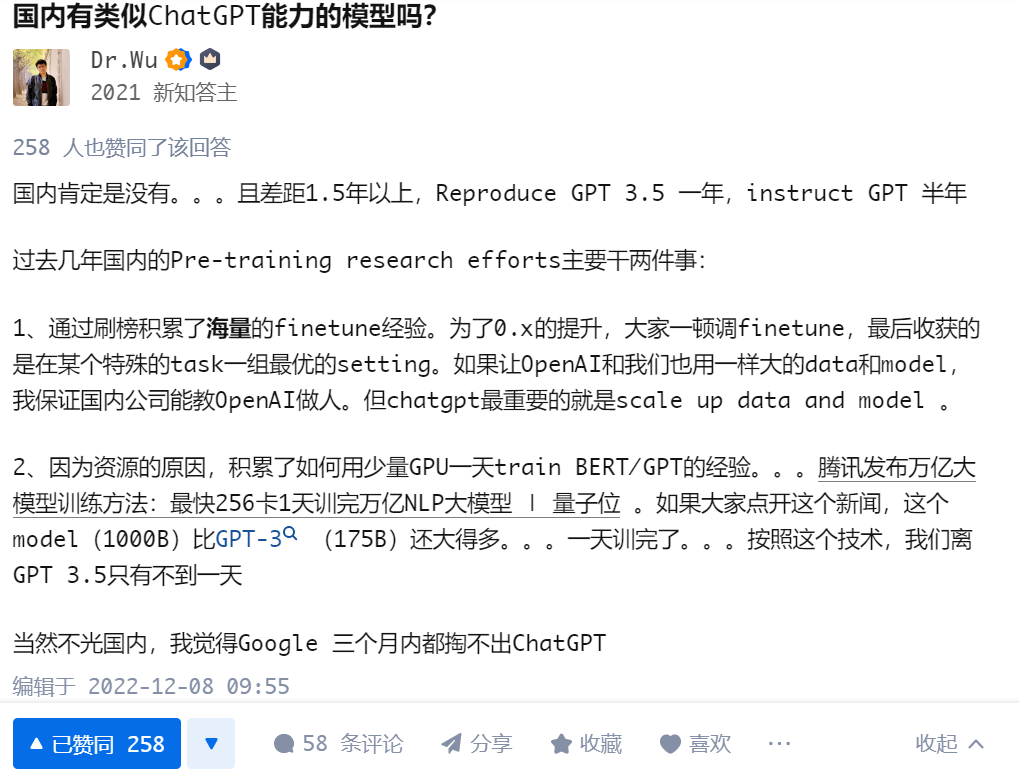 国内有类似ChatGPT能力的模型吗？
Dr.Wu
2021 新知答主
258 人也赞同了该回答
国内肯定是没有。。。且差距1.5年以上，Reproduce GPT 3.5 一年，instruct GPT 半年
过去几年国内的Pre-training research efforts主要干两件事：
1、通过刷榜积累了海量的finetune经验。为了0.x的提升，大家一顿调finetune，最后收获的
是在某个特殊的task一组最优的setting。如果让OpenAI和我们也用一样大的data和model，
我保证国内公司能教OpenAI做人。但chatgpt最重要的就是scale up data and model 。
2、因为资源的原因，积累了如何用少量GPU一天train BERT/GPT的经验。。。腾讯发布万亿大
模型训练方法：最快256卡1天训完万亿NLP大模型 | 量子位 。如果大家点开这个新闻，这个
model（1000B）比GPT-3 （175B）还大得多。。。一天训完了。。。按照这个技术，我们离
GPT 3.5只有不到一天
当然不光国内，我觉得Google 三个月内都掏不出ChatGPT
编辑于 2022-12-08 09:55
已赞同 258 58 条评论 分享 收藏 喜欢 ··· 收起